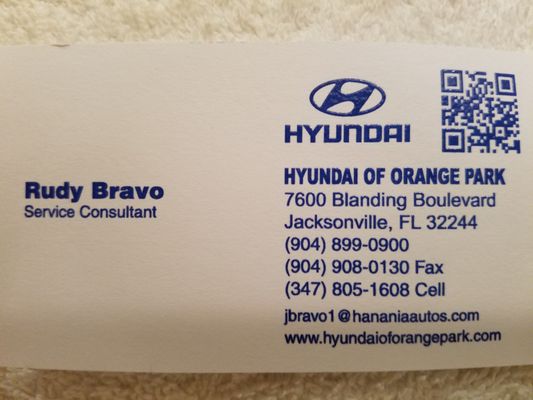 HYUNDAI
Rudy Bravo
Service Consultant
HYUNDAI OF ORANGE PARK
7600 Blanding Boulevard
Jacksonville, FL 32244
(904) 899-0900
(904) 908-0130 Fax
(347) 805-1608 Cell
jbravo1@hananiaautos.com
www.hyundaioforangepark.com